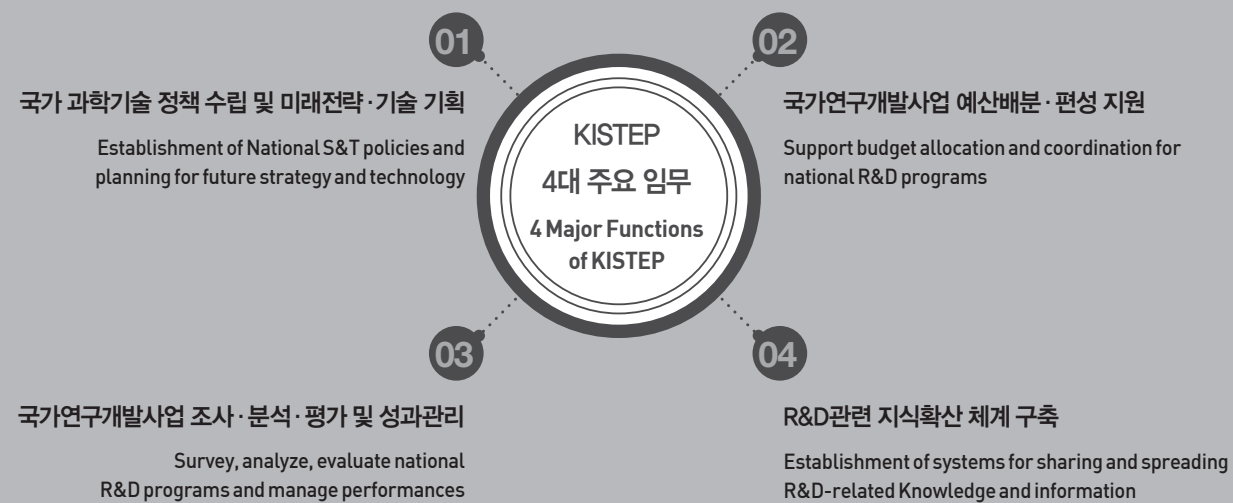 KISTEP
4대 주요 임무
4 Major Functions
of KISTEP
01
국가 과학기술 정책 수립 및 미래전략·기술 기획
Establishment of National S&T policies and
planning for future strategy and technology
02
국가연구개발사업 예산배분·편성 지원
Support budget allocation and coordination for
national R&D programs
03
국가연구개발사업 조사·분석·평가 및 성과관리
Survey, analyze, evaluate national
R&D programs and manage performances
04
R&D관련 지식확산 체계 구축
Establishment of systems for sharing and spreading
R&D-related Knowledge and information